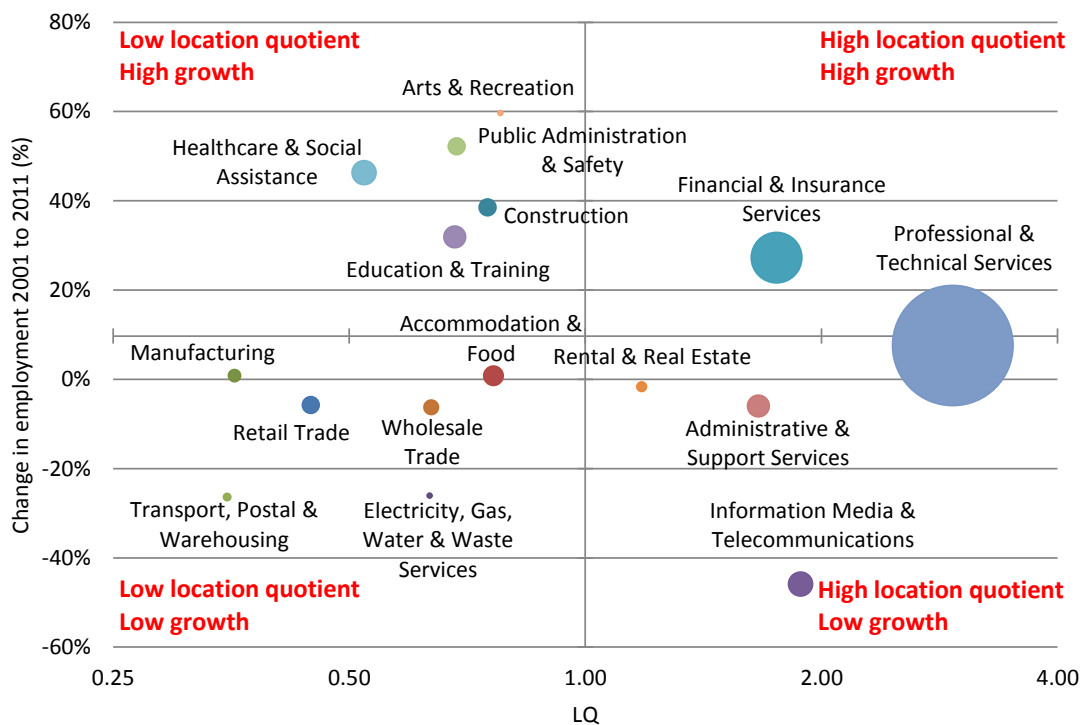 80%
Low location quotient
High growth
High location quotient
High growth
Arts & Recreation
60%
Public Administration
& Safety
Healthcare & Social
Assistance
Financial & Insurance
Services
40%
Construction
Professional &
Technical Services
Education & Training
20%
Accommodation &
Food
Manufacturing
Rental & Real Estate
0%
Retail Trade
Wholesale
Trade
Administrative &
Support Services
-20%
Transport, Postal &
Warehousing
Electricity, Gas,
Water & Waste
Services
Information Media &
Telecommunications
-40%
Low location quotient
Low growth
High location quotient
Low growth
-60%
0.25
0.50
1.00
2.00
4.00
LQ
Change in employment 2001 to 2011 (%)